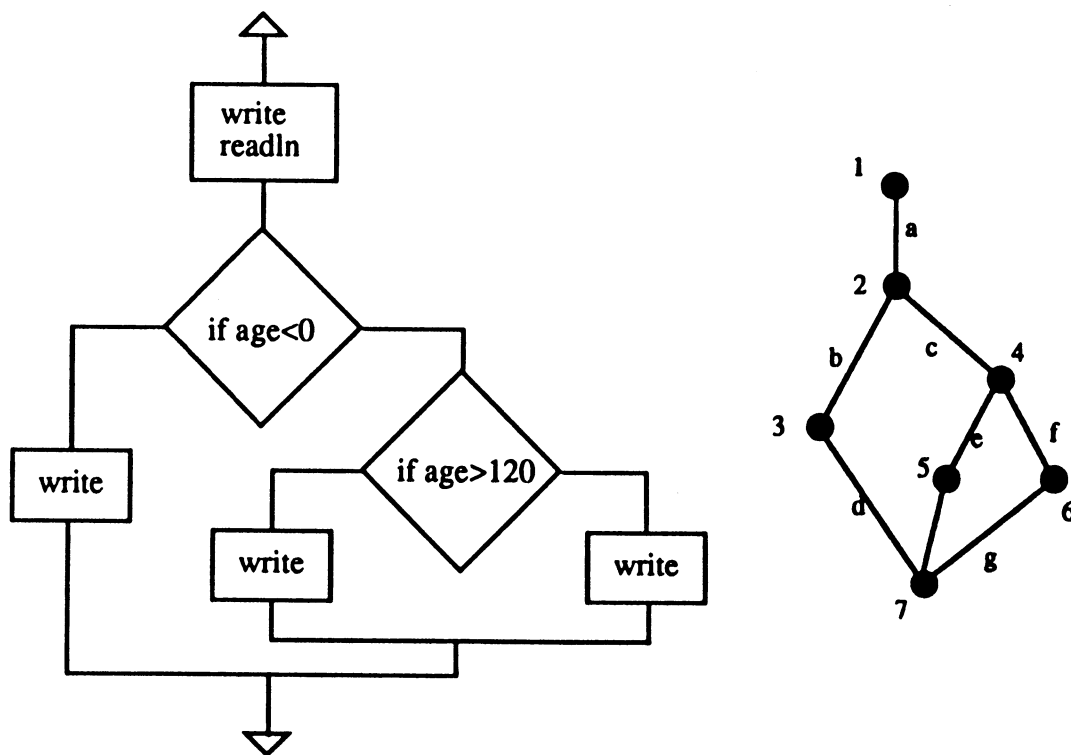 write
readln
if age<0
write
if age>120
write
write
1
a
2
b
c
4
3
e
f
5
d
6
g
7